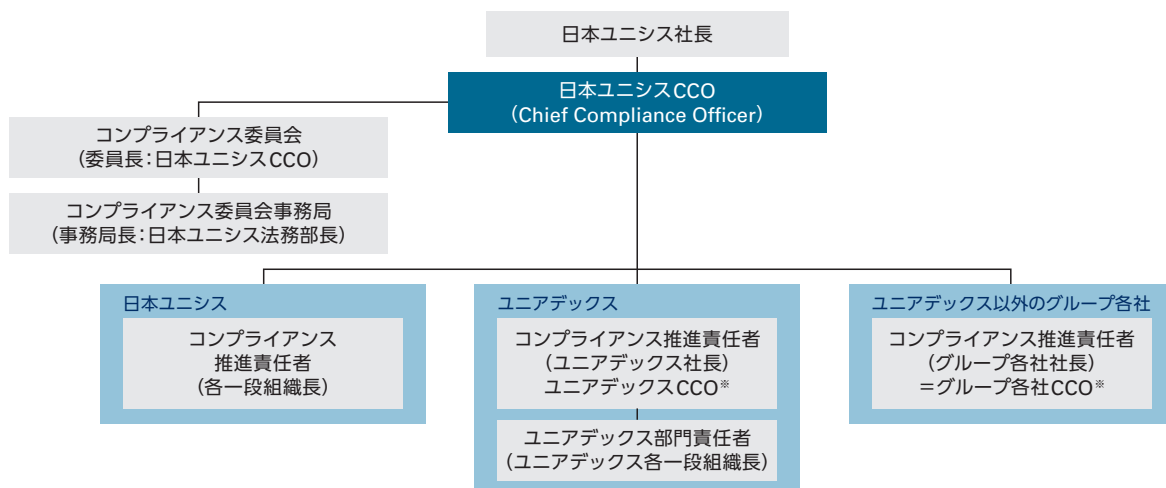 日本ユニシス社長
日本ユニシスCCO
（Chief Compliance Officer）
コンプライアンス委員会
（委員長：日本ユニシスCCO）
コンプライアンス委員会事務局
（事務局長：日本ユニシス法務部長）
日本ユニシス
コンプライアンス
推進責任者
（各一段組織長）
ユニアデックス
コンプライアンス推進責任者
（ユニアデックス社長）
ユニアデックスCCO※
ユニアデックス部門責任者
（ユニアデックス各一段組織長）
ユニアデックス以外のグループ各社
コンプライアンス推進責任者
（グループ各社社長）
＝グループ各社CCO※